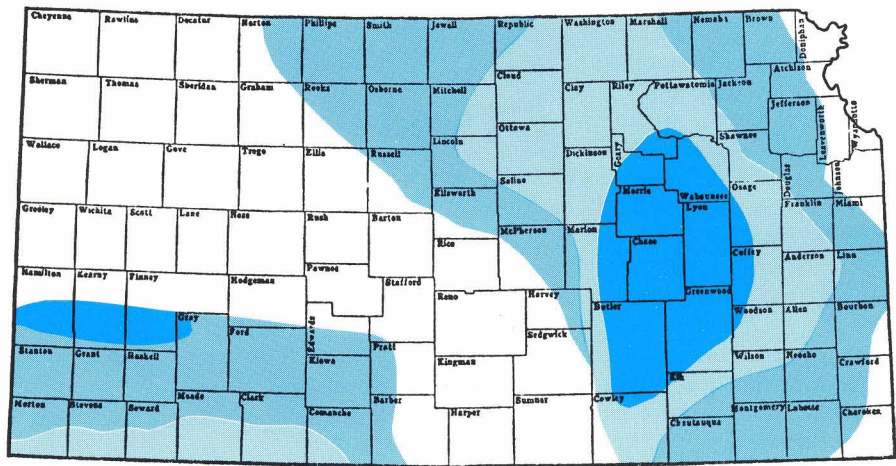 Cheyenne
Rawlins
Decatur
Norton
Phillips
Smith
Jewell
Republic
Washington
Marshall
Nemaha
Brown
Doniphan
Sherman
Thomas
Sheridan
Graham
Rooks
Osborne
Mitchell
Cloud
Clay
Riley
Pottawatomie
Jackson
Atchison
Jefferson
Leavenworth
Wyandotte
Wallace
Logan
Gove
Trego
Ellis
Russell
Lincoln
Ottawa
Saline
Dickinson
Geary
Morris
Wabaunsee
Shawnee
Osage
Douglas
Johnson
Greeley
Wichita
Scott
Lane
Ness
Rush
Barton
Ellsworth
Rice
McPherson
Marion
Chase
Lyon
Coffey
Franklin
Miami
Anderson
Linn
Hamilton
Kearny
Finney
Hodgeman
Pawnee
Stafford
Reno
Harvey
Butler
Greenwood
Woodson
Allen
Bourbon
Gray
Ford
Edwards
Kiowa
Pratt
Kingman
Sedgwick
Stanton
Grant
Haskell
Elk
Wilson
Neosho
Crawford
Morton
Stevens
Seward
Meade
Clark
Comanche
Barber
Harper
Sumner
Cowley
Chautauqua
Montgomery
Labette
Cherokee